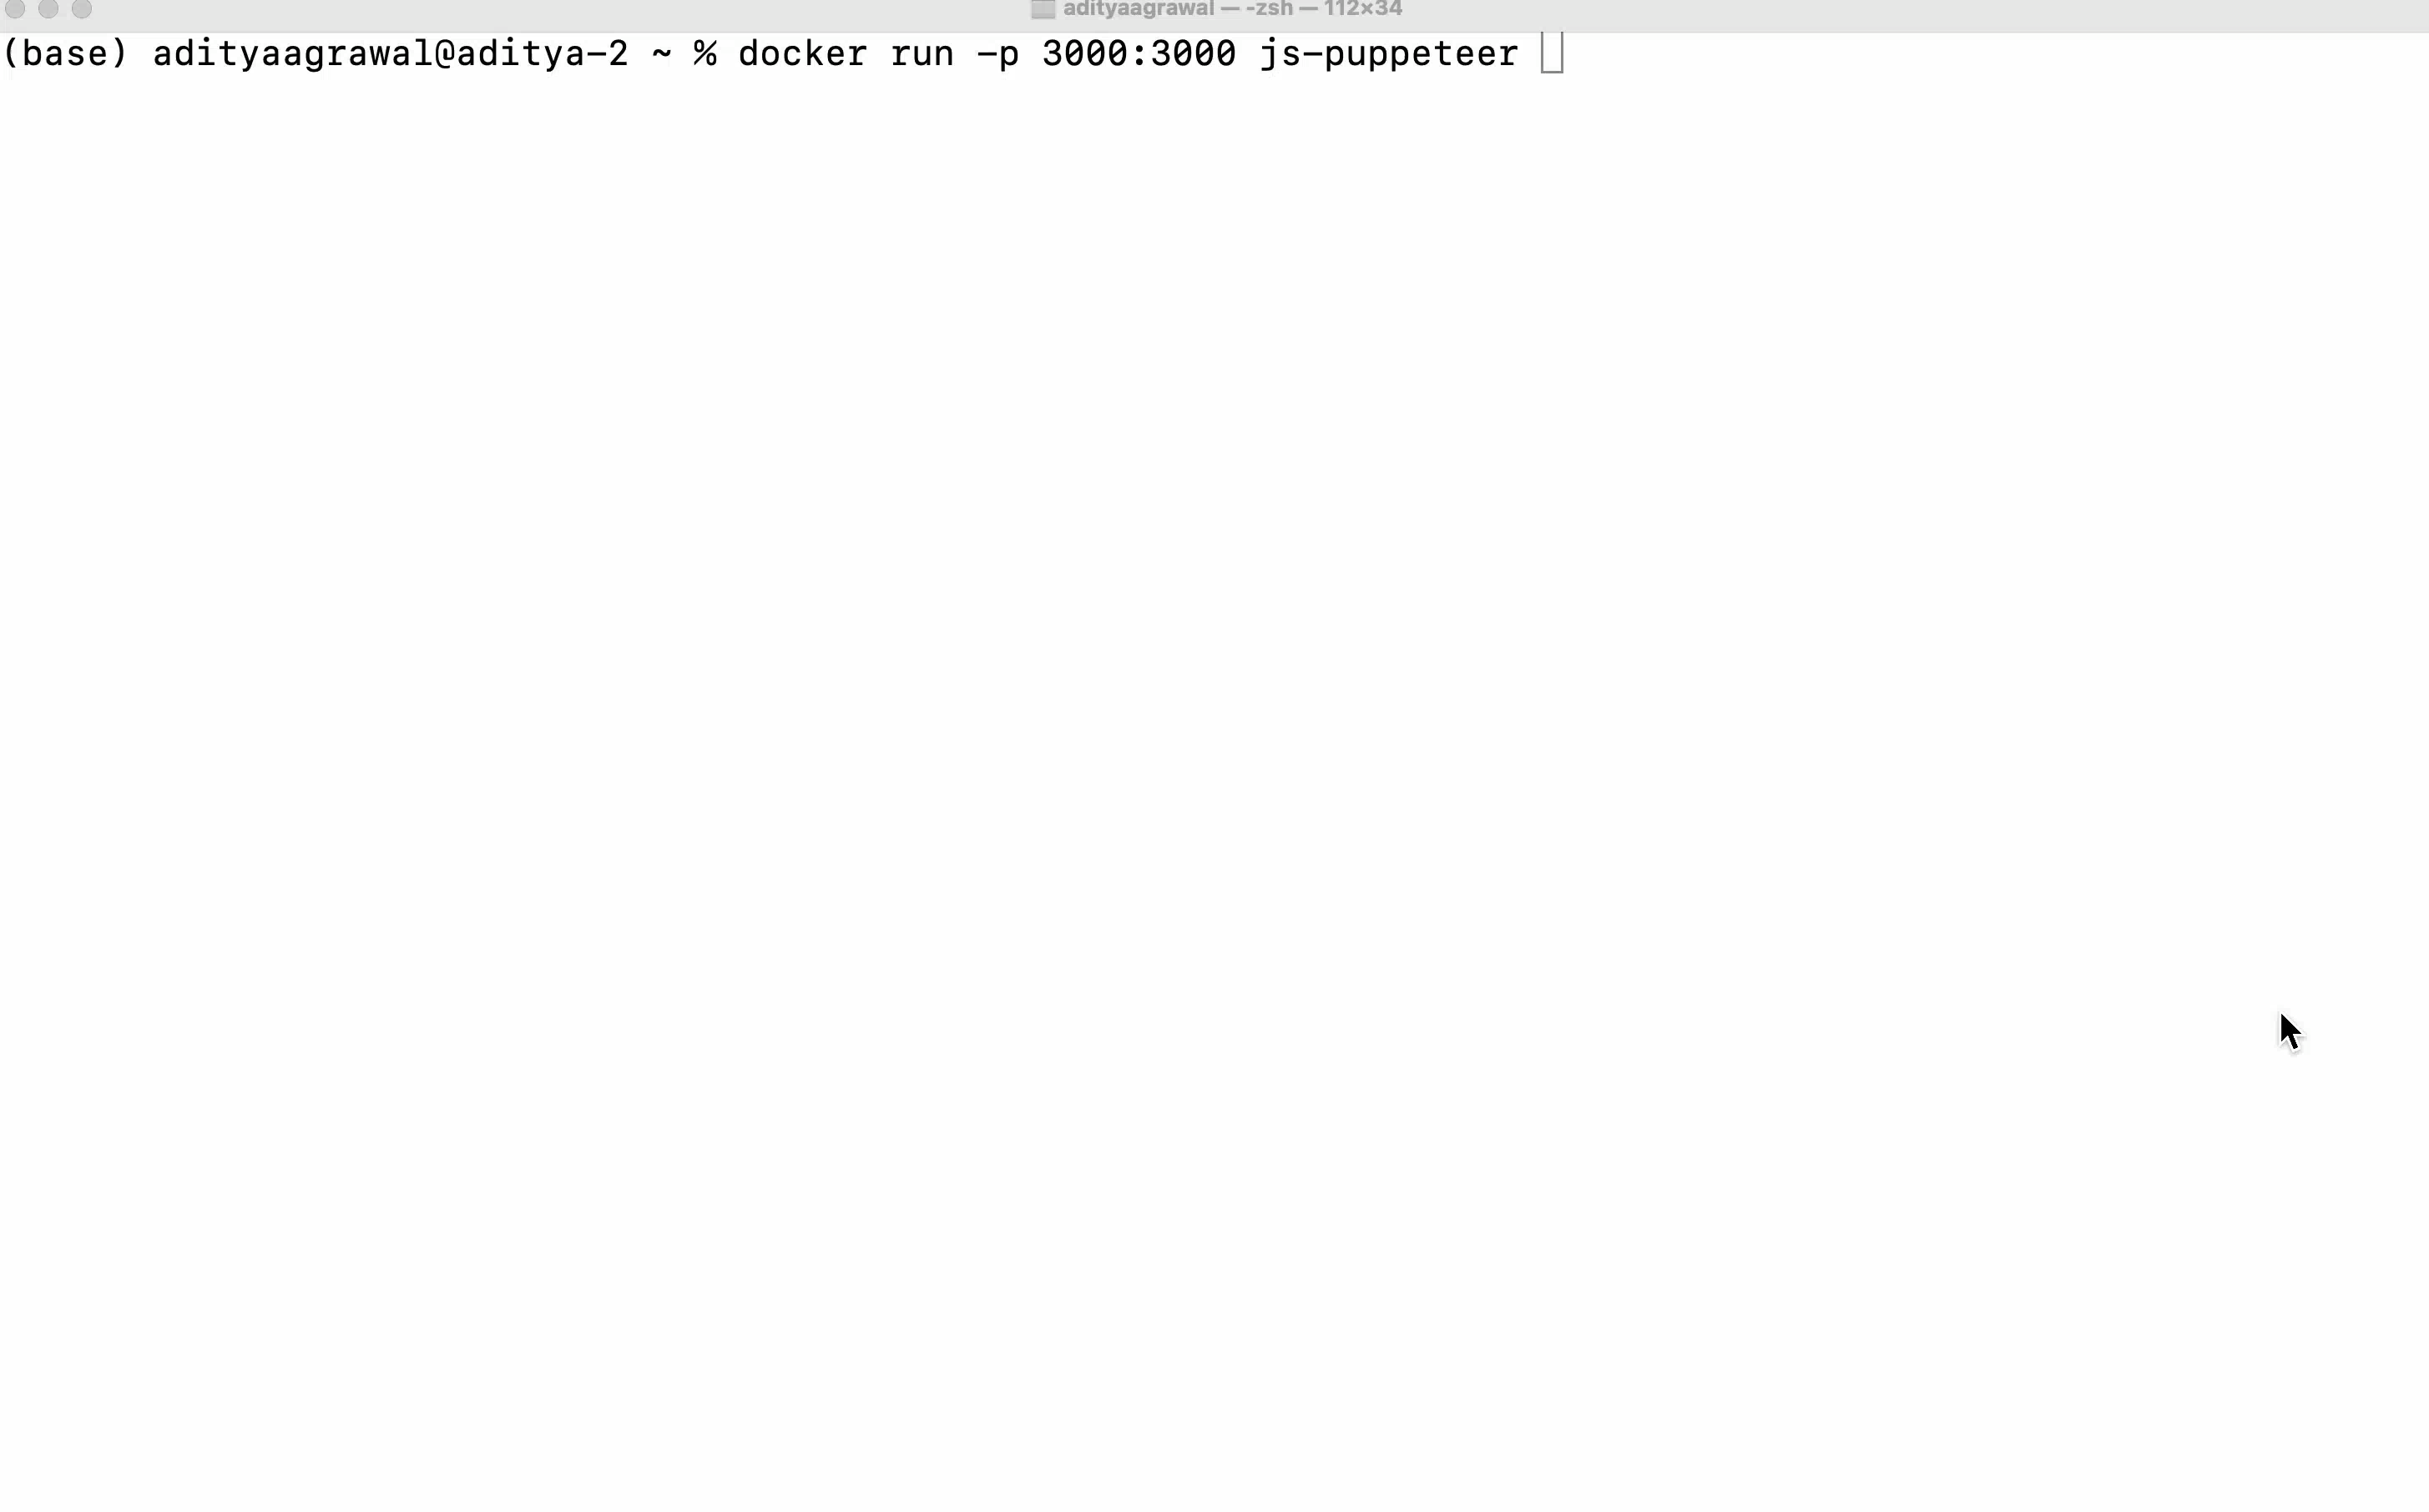 adityaagrawal — -zsh — 112×34
(base) adityaagrawal@aditya-2 ~ % docker run -p 3000:3000 js-puppeteer